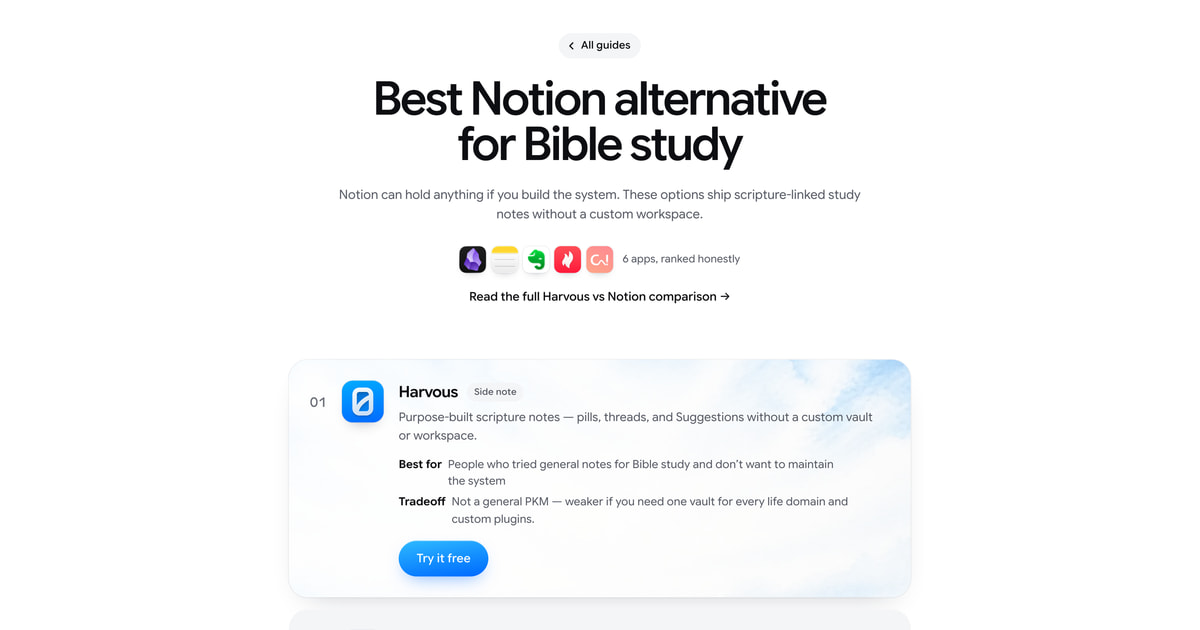 All guides
Best Notion alternative
for Bible study
Notion can hold anything if you build the system. These options ship scripture-linked study
notes without a custom workspace.
6 apps, ranked honestly
Read the full Harvous vs Notion comparison →
01
Harvous Side note
Purpose-built scripture notes — pills, threads, and Suggestions without a custom vault
or workspace.
Best for People who tried general notes for Bible study and don't want to maintain
the system
Tradeoff Not a general PKM — weaker if you need one vault for every life domain and
custom plugins.
Try it free